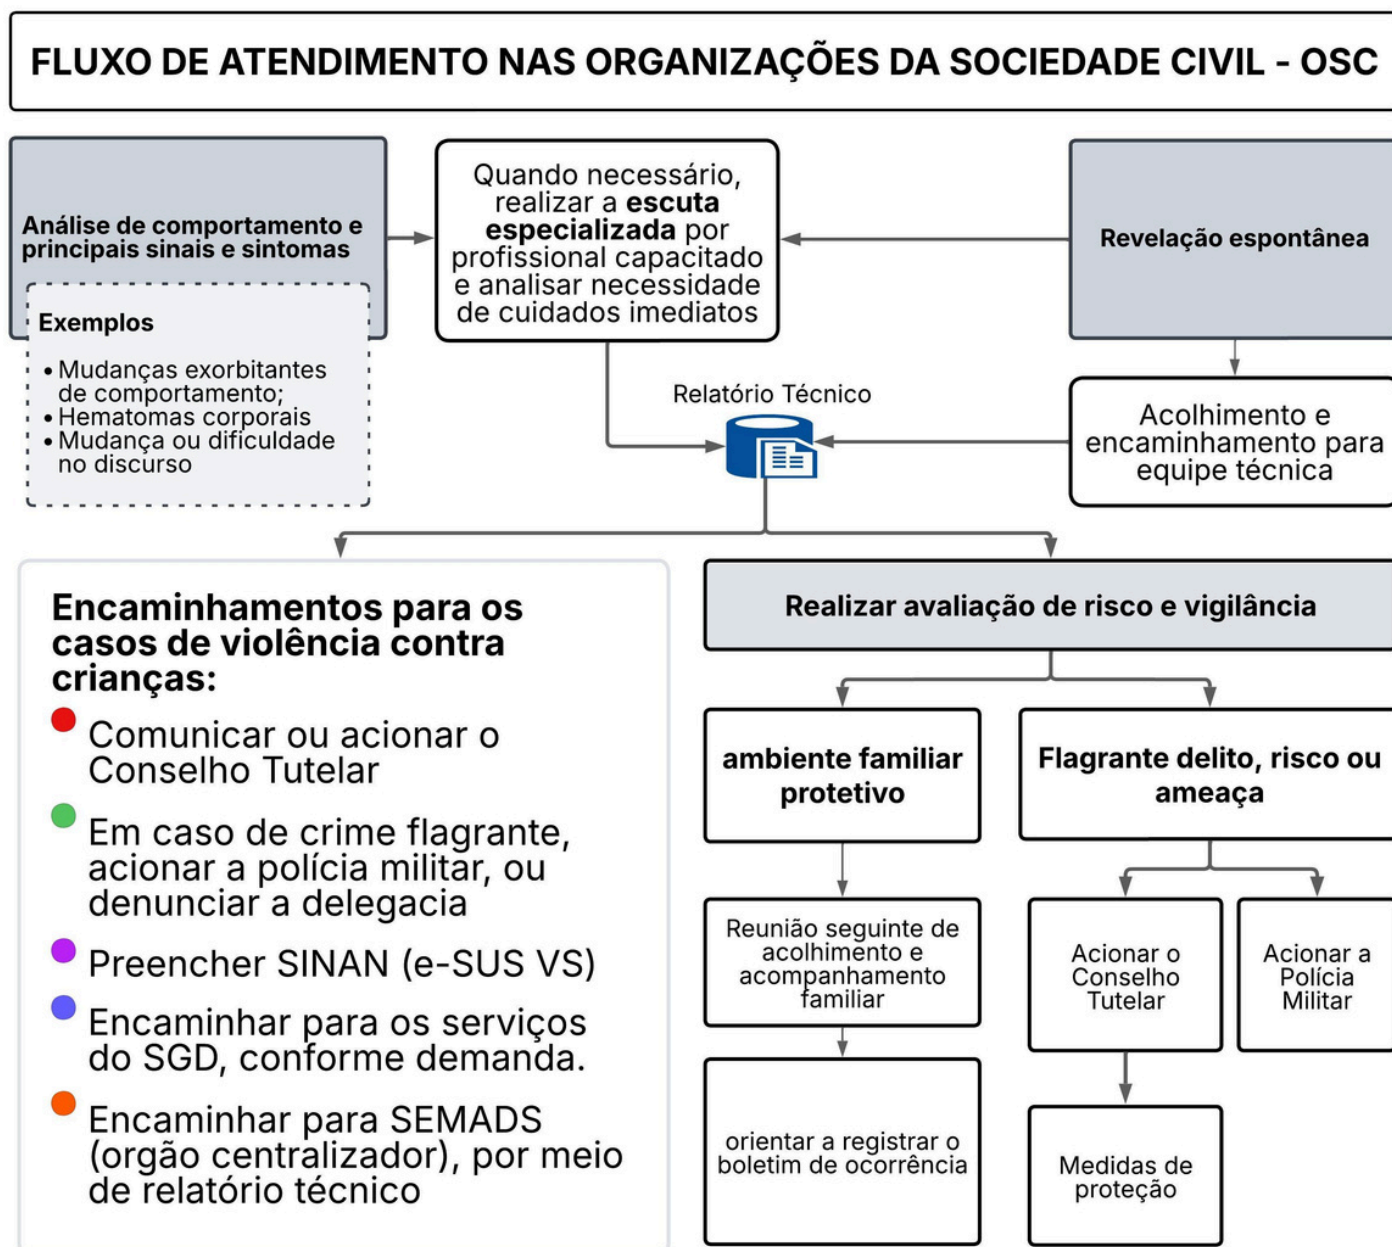 FLUXO DE ATENDIMENTO NAS ORGANIZAÇÕES DA SOCIEDADE CIVIL - OSC
Análise de comportamento e
principais sinais e sintomas
Exemplos
• Mudanças exorbitantes
de comportamento;
• Hematomas corporais
• Mudança ou dificuldade
no discurso
Quando necessário,
realizar a escuta
especializada por
profissional capacitado
e analisar necessidade
de cuidados imediatos
Revelação espontânea
Relatório Técnico
Acolhimento e
encaminhamento para
equipe técnica
Encaminhamentos para os
casos de violência contra
crianças:
Comunicar ou acionar o
Conselho Tutelar
Em caso de crime flagrante,
acionar a polícia militar, ou
denunciar a delegacia
Preencher SINAN (e-SUS VS)
Encaminhar para os serviços
do SGD, conforme demanda.
Encaminhar para SEMADS
(orgão centralizador), por meio
de relatório técnico
Realizar avaliação de risco e vigilância
ambiente familiar
protetivo
Reunião seguinte de
acolhimento e
acompanhamento
familiar
orientar a registrar o
boletim de ocorrência
Flagrante delito, risco ou
ameaça
Acionar o
Conselho
Tutelar
Acionar a
Polícia
Militar
Medidas de
proteção